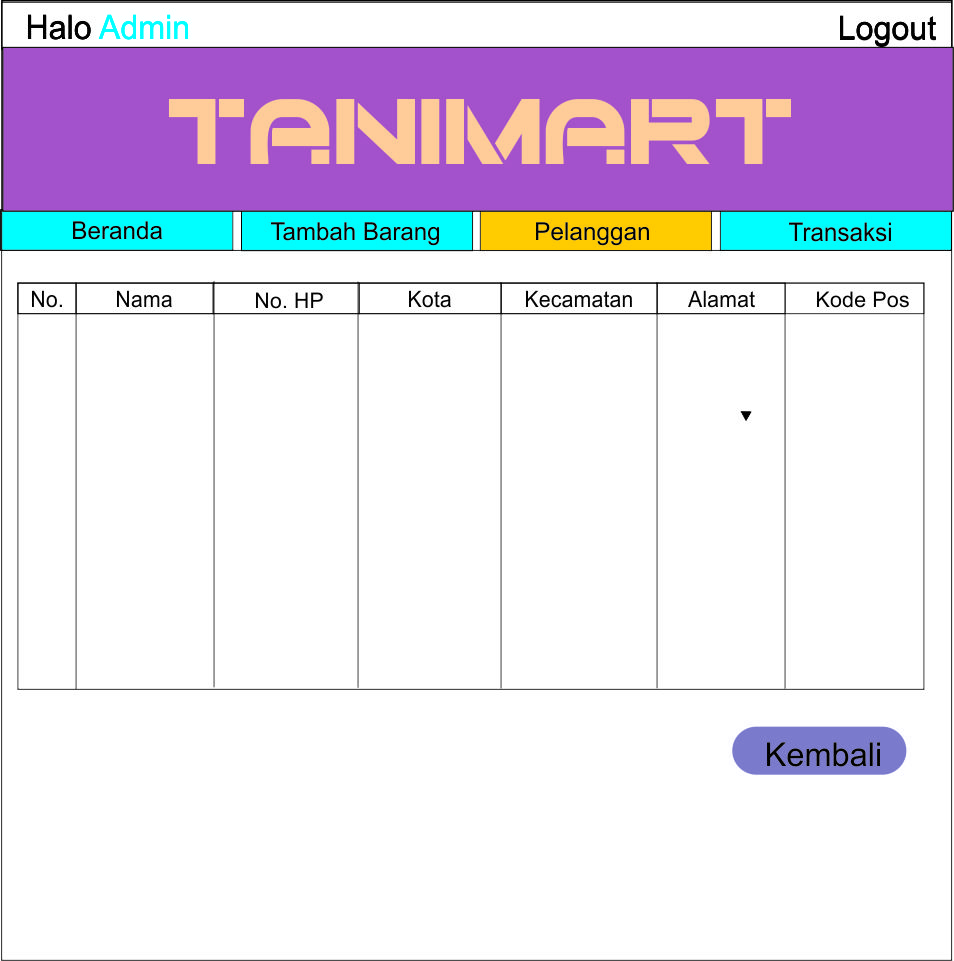 Halo Admin Logout
TANIMART
Beranda Tambah Barang Pelanggan Transaksi
No. Nama No. HP Kota Kecamatan Alamat Kode Pos
Kembali